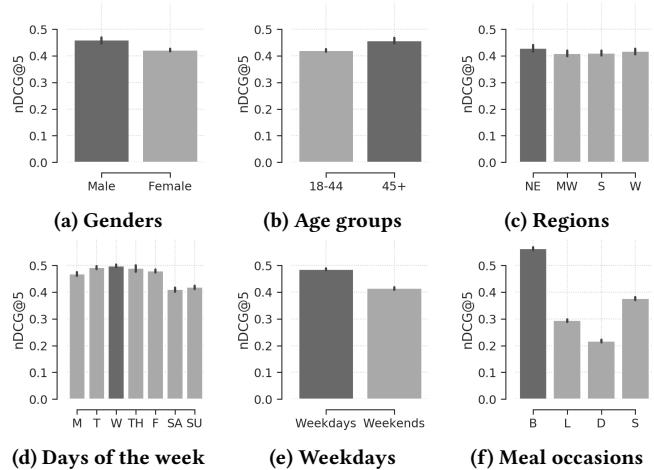 nDCG@5
0.5
0.4
0.3
0.2
0.1
0.0
Male Female
(a) Genders
nDCG@5
0.5
0.4
0.3
0.2
0.1
0.0
18-44 45+
(b) Age groups
nDCG@5
0.5
0.4
0.3
0.2
0.1
0.0
NE MW S W
(c) Regions
nDCG@5
0.5
0.4
0.3
0.2
0.1
0.0
M T W TH F SA SU
(d) Days of the week
nDCG@5
0.5
0.4
0.3
0.2
0.1
0.0
Weekdays Weekends
(e) Weekdays
nDCG@5
0.5
0.4
0.3
0.2
0.1
0.0
B L D S
(f) Meal occasions